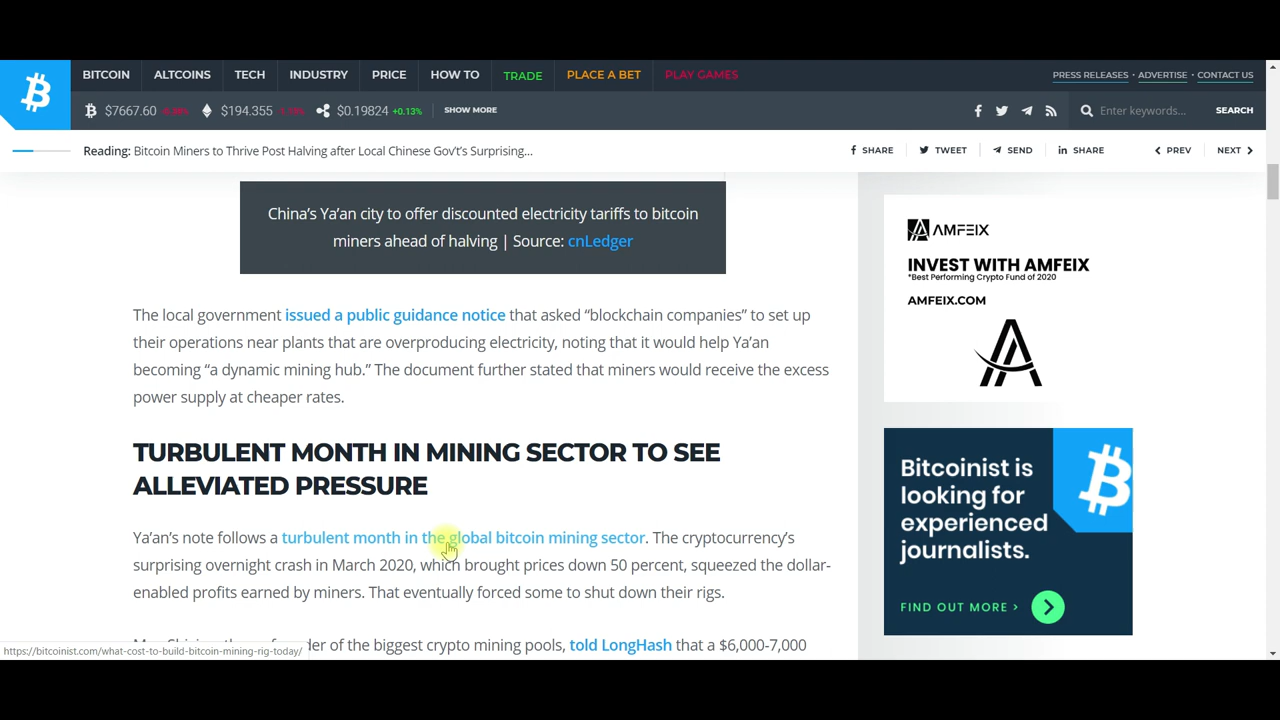 BITCOIN ALTCOINS TECH INDUSTRY PRICE HOW TO TRADE PLACE A BET PLAY GAMES PRESS RELEASES • ADVERTISE • CONTACT US
$7667.60 $194.355 $0.19824 +0.13% SHOW MORE Enter keywords... SEARCH
Reading: Bitcoin Miners to Thrive Post Halving after Local Chinese Gov't's Surprising... SHARE TWEET SEND SHARE PREV NEXT
China's Ya'an city to offer discounted electricity tariffs to bitcoin
miners ahead of halving | Source: cnLedger
The local government issued a public guidance notice that asked “blockchain companies” to set up
their operations near plants that are overproducing electricity, noting that it would help Ya'an
becoming “a dynamic mining hub.” The document further stated that miners would receive the excess
power supply at cheaper rates.
TURBULENT MONTH IN MINING SECTOR TO SEE
ALLEVIATED PRESSURE
Ya'an's note follows a turbulent month in the global bitcoin mining sector. The cryptocurrency's
surprising overnight crash in March 2020, which brought prices down 50 percent, squeezed the dollar-
enabled profits earned by miners. That eventually forced some to shut down their rigs.
of the biggest crypto mining pools, told LongHash that a $6,000-7,000
https://bitcoinist.com/what-cost-to-build-bitcoin-mining-rig-today/
AMFEIX
INVEST WITH AMFEIX
*Best Performing Crypto Fund of 2020
AMFEIX.COM
Bitcoinist is
looking for
experienced
journalists.
FIND OUT MORE >